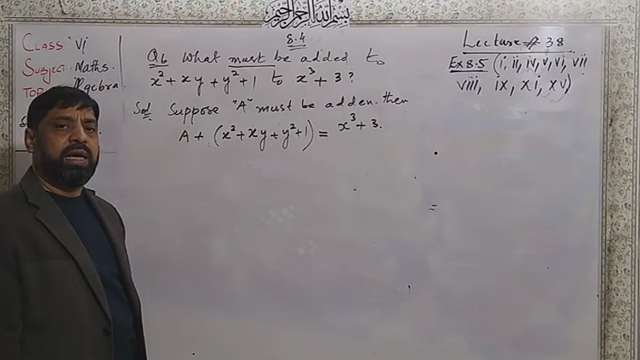 بسم الله الرحمن الرحيم
8.4
Lecture # 38
Class VI
Subject Maths.
Algebra
Q6 What must be added to
x² + xy + y² + 1 to x³ + 3?
Sol Suppose "A" must be adden. then
A + (x² + xy + y² + 1) = x³ + 3.
Ex 8.5 (i, ii, iv, v, vi, vii
viii, ix, xi, xv)
=